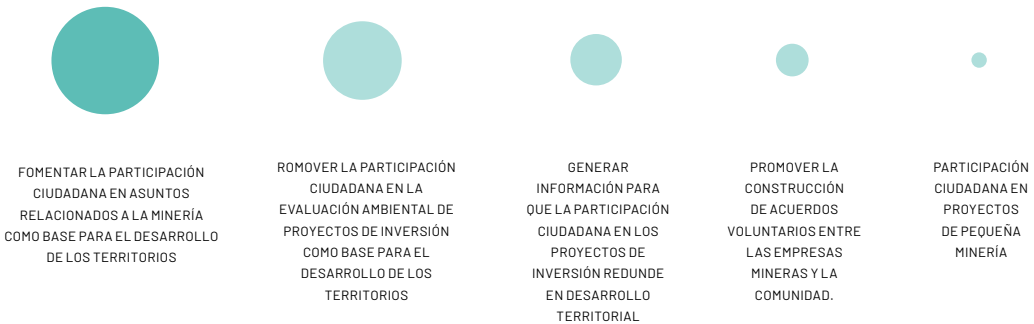 FOMENTAR LA PARTICIPACIÓN
CIUDADANA EN ASUNTOS
RELACIONADOS A LA MINERÍA
COMO BASE PARA EL DESARROLLO
DE LOS TERRITORIOS
ROMOVER LA PARTICIPACIÓN
CIUDADANA EN LA
EVALUACIÓN AMBIENTAL DE
PROYECTOS DE INVERSIÓN
COMO BASE PARA EL
DESARROLLO DE LOS
TERRITORIOS
GENERAR
INFORMACIÓN PARA
QUE LA PARTICIPACIÓN
CIUDADANA EN LOS
PROYECTOS DE
INVERSIÓN REDUNDE
EN DESARROLLO
TERRITORIAL
PROMOVER LA
CONSTRUCCIÓN
DE ACUERDOS
VOLUNTARIOS ENTRE
LAS EMPRESAS
MINERAS Y LA
COMUNIDAD.
PARTICIPACIÓN
CIUDADANA EN
PROYECTOS
DE PEQUEÑA
MINERÍA